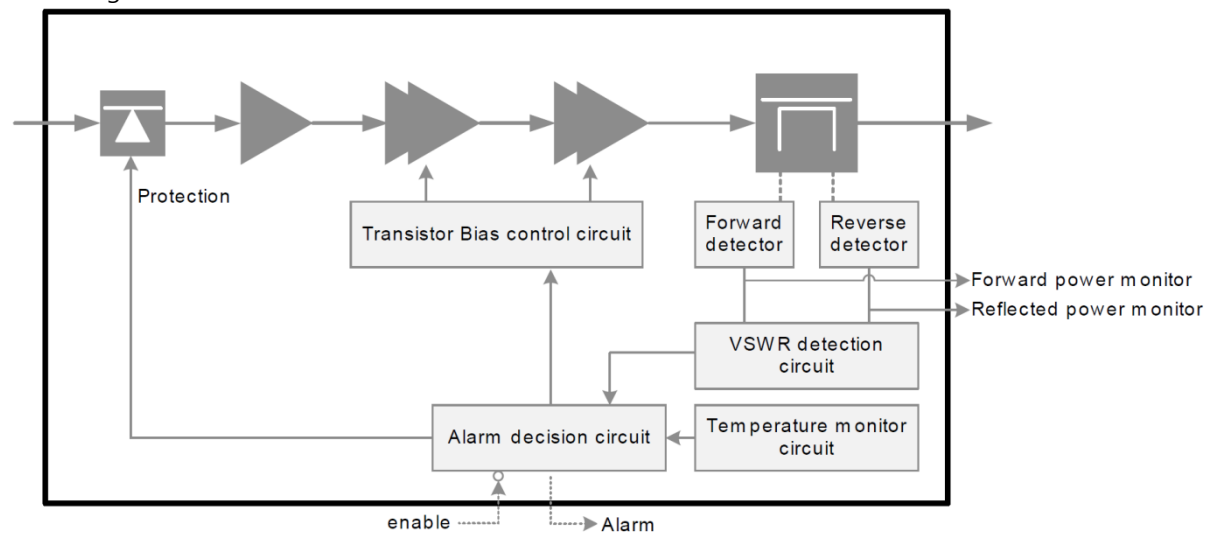 Protection
Transistor Bias control circuit
Forward
detector
Reverse
detector
Forward power monitor
Reflected power monitor
VSWR detection
circuit
Alarm decision circuit
Temperature monitor
circuit
enable
Alarm